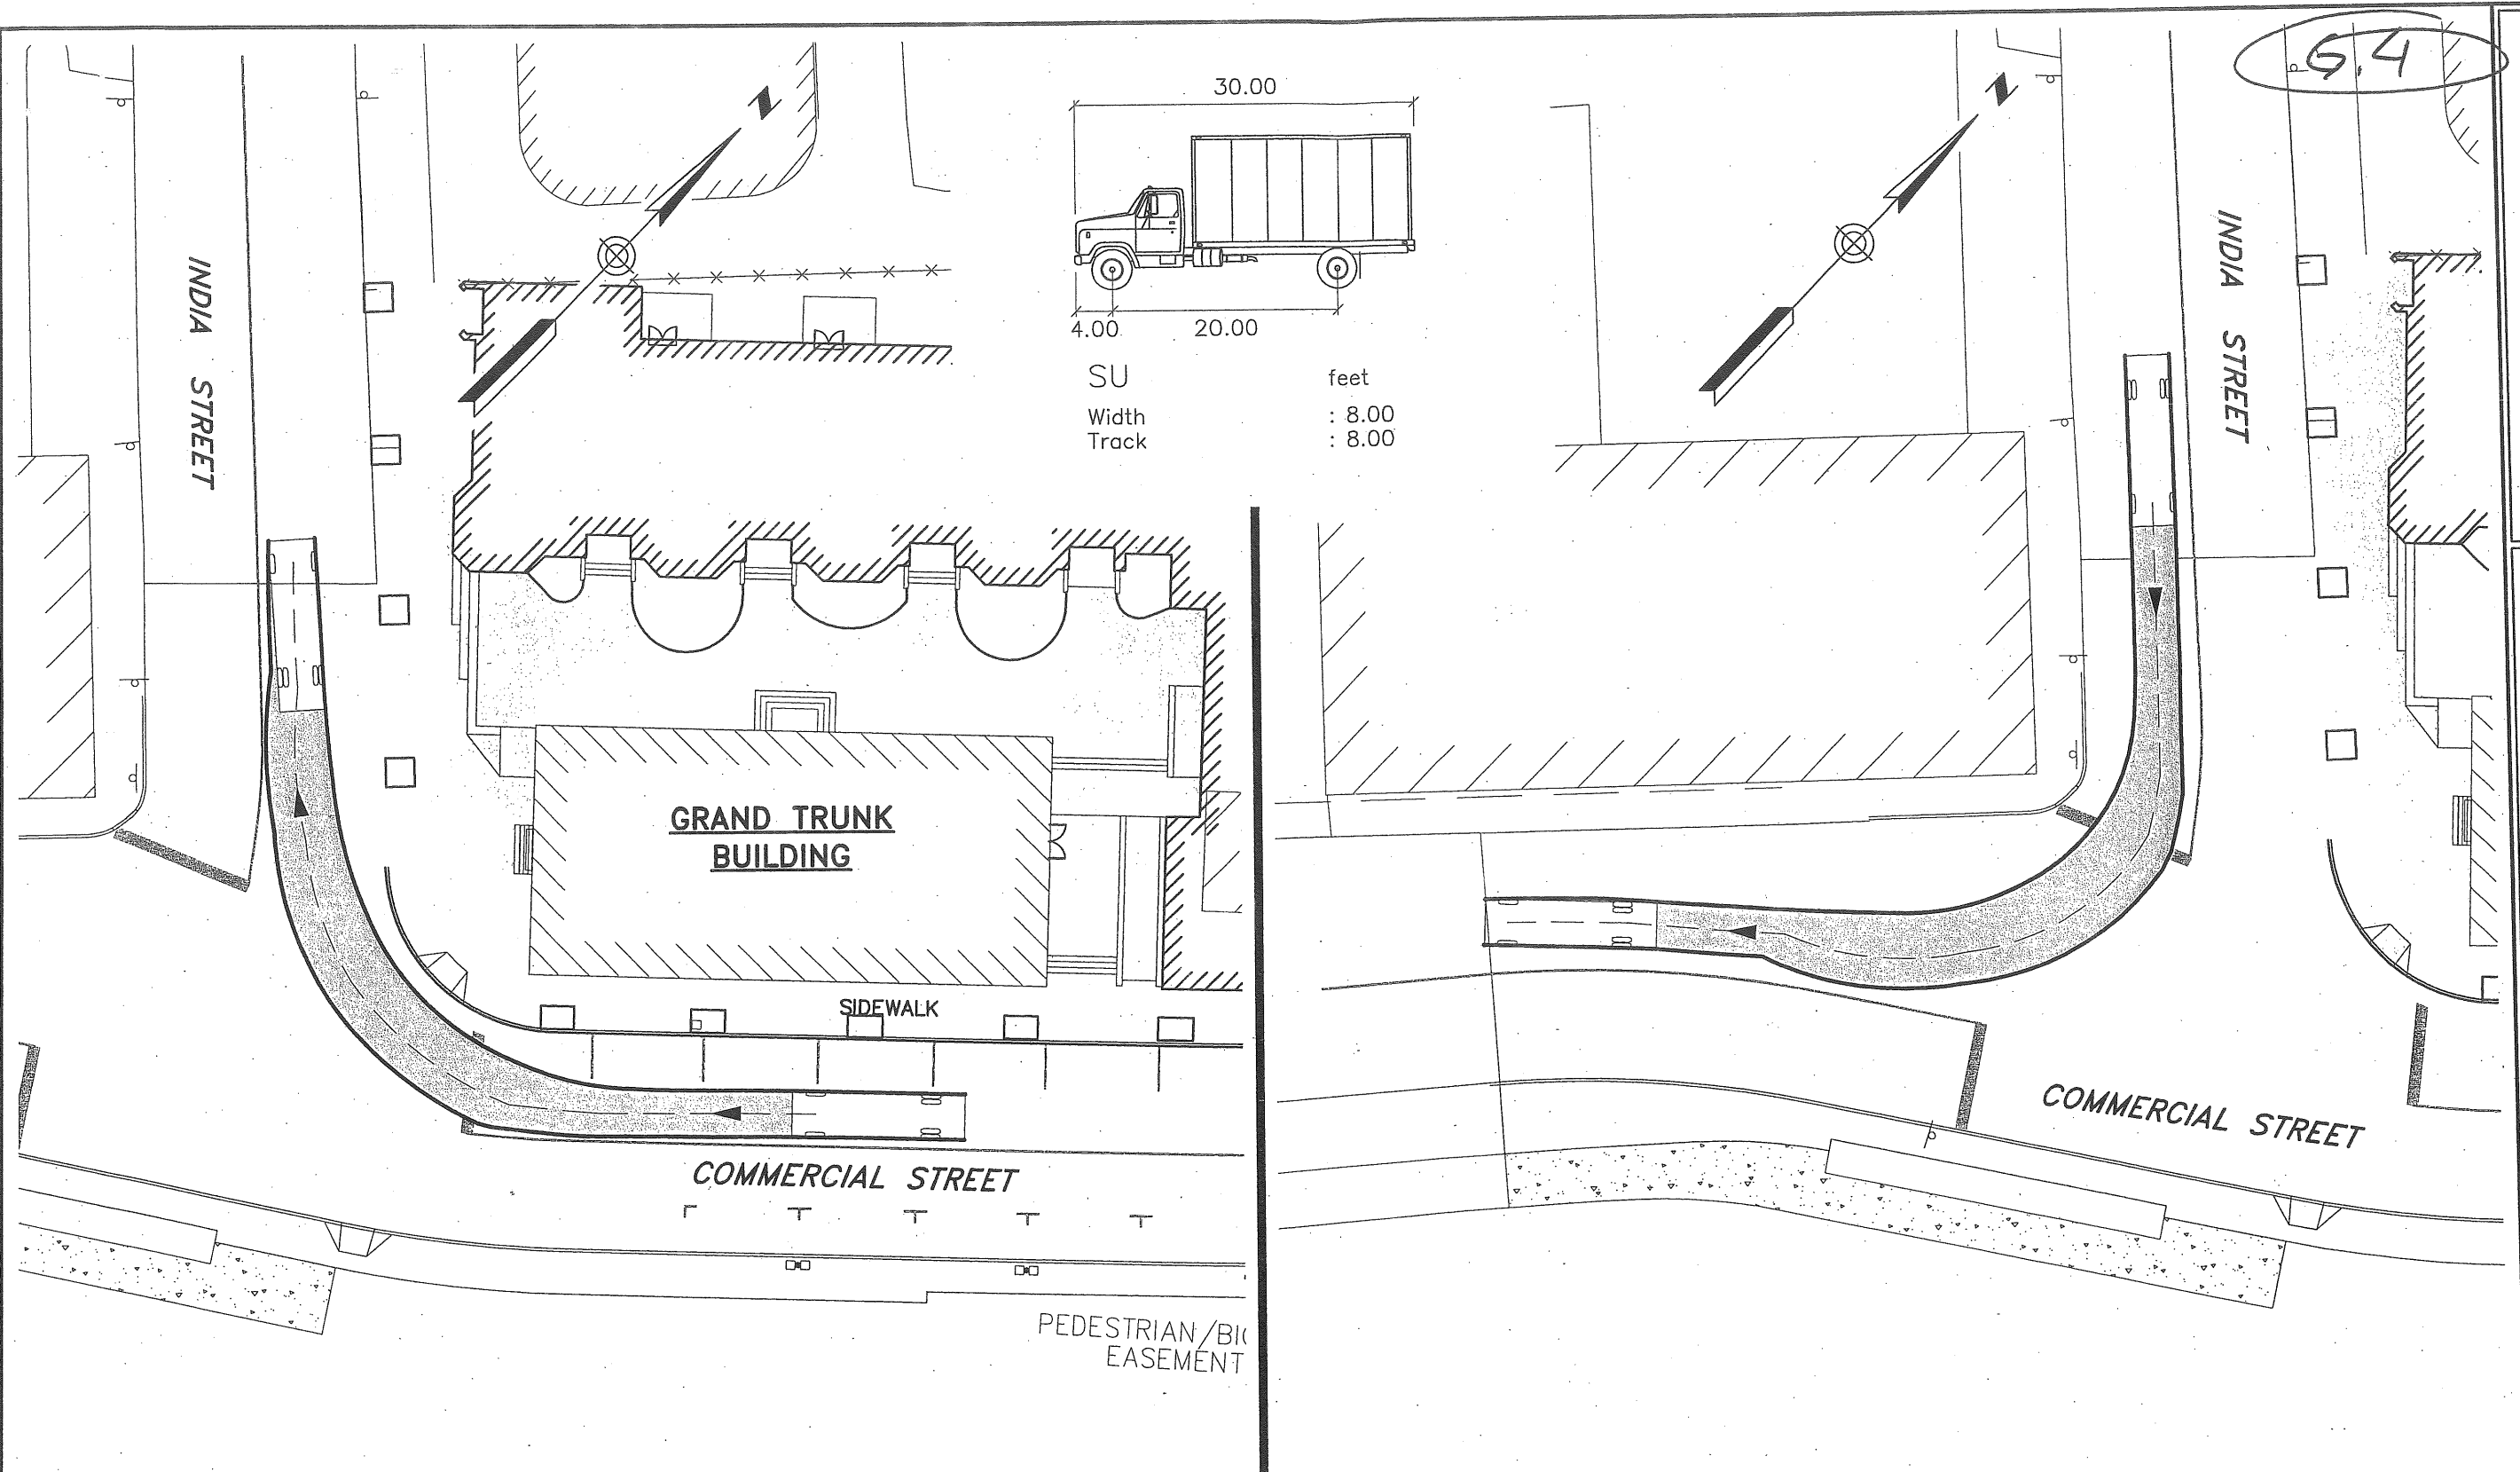 5.4
N
30.00
4.00 20.00
SU feet
Width : 8.00
Track : 8.00
INDIA STREET
GRAND TRUNK
BUILDING
SIDEWALK
COMMERCIAL STREET
PEDESTRIAN/BI
EASEMENT
N
INDIA STREET
COMMERCIAL STREET